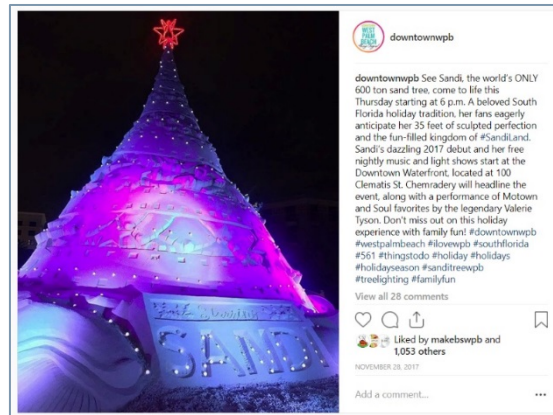 SANDI
WEST
PALM
BEACH
downtownwpb
downtownwpb See Sandi, the world's ONLY
600 ton sand tree, come to life this
Thursday starting at 6 p.m. A beloved South
Florida holiday tradition, her fans eagerly
anticipate her 35 feet of sculpted perfection
and the fun-filled kingdom of #SandiLand.
Sandi's dazzling 2017 debut and her free
nightly music and light shows start at the
Downtown Waterfront, located at 100
Clematis St. Chemradery will headline the
event, along with a performance of Motown
and Soul favorites by the legendary Valerie
Tyson. Don't miss out on this holiday
experience with family fun! #downtownwpb
#westpalmbeach #ilovewpb #southflorida
#561 #thingstodo #holiday #holidays
#holidayseason #sanditreewpb
#treelighting #familyfun
View all 28 comments
Liked by makebswpb and
1,053 others
NOVEMBER 28, 2017
Add a comment...